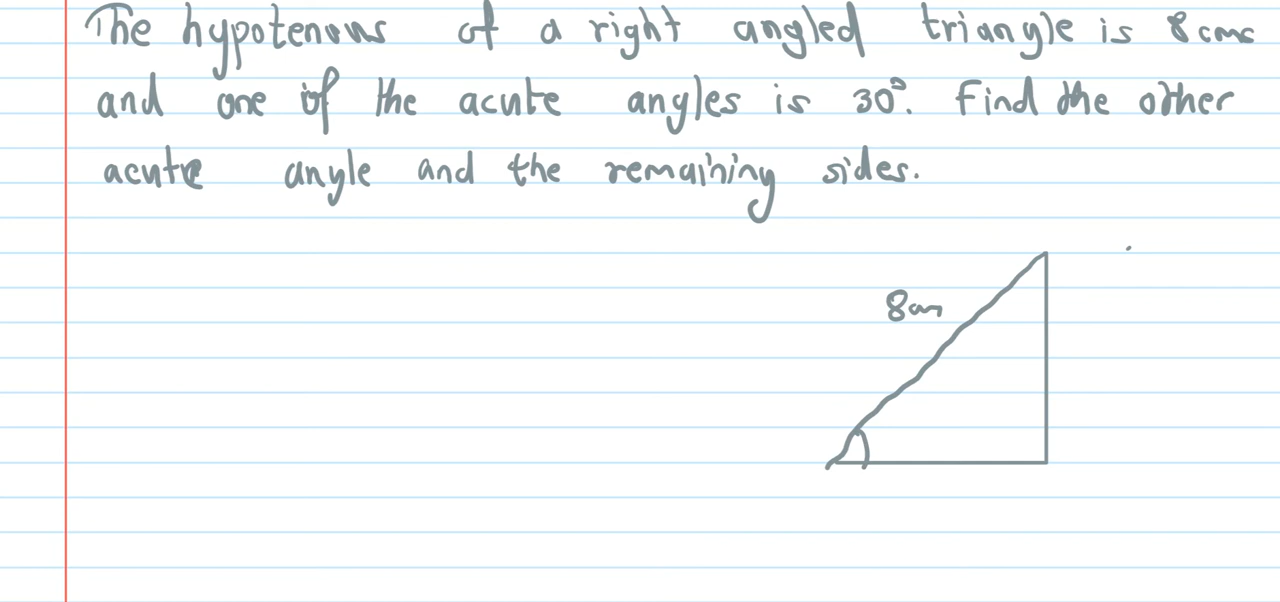 The hypotenous of a right angled triangle is 8 cms
and one of the acute angles is 30°. Find the other
acute angle and the remaining sides.
8cm